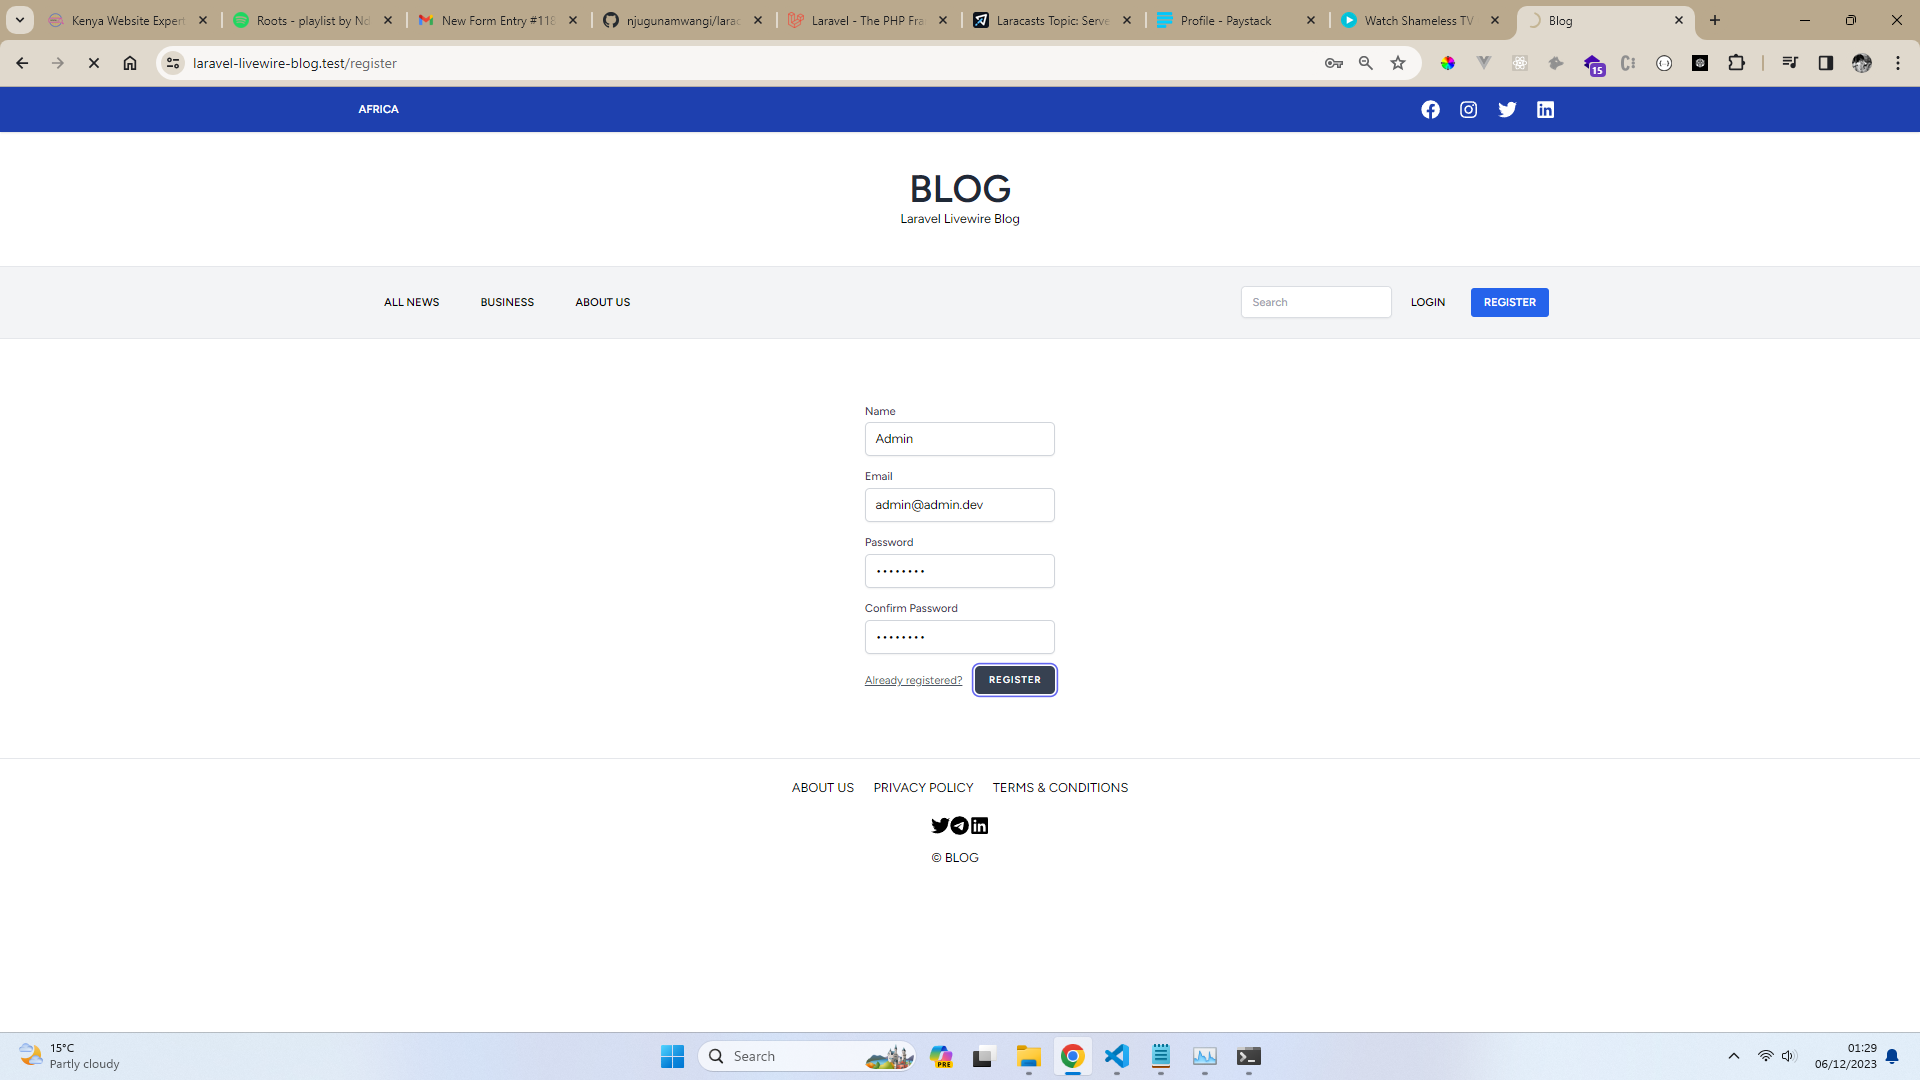 Kenya Website Expert
Roots - playlist by Nd
New Form Entry #118
njugunamwangi/larac
Laravel - The PHP Fra
Laracasts Topic: Serve
Profile - Paystack
Watch Shameless TV
Blog
laravel-livewire-blog.test/register
15
AFRICA
BLOG
Laravel Livewire Blog
ALL NEWS
BUSINESS
ABOUT US
Search
LOGIN
REGISTER
Name
Admin
Email
admin@admin.dev
Password
••••••••
Confirm Password
••••••••
Already registered?
REGISTER
ABOUT US
PRIVACY POLICY
TERMS & CONDITIONS
© BLOG
15°C
Partly cloudy
Search
PRE
01:29
06/12/2023